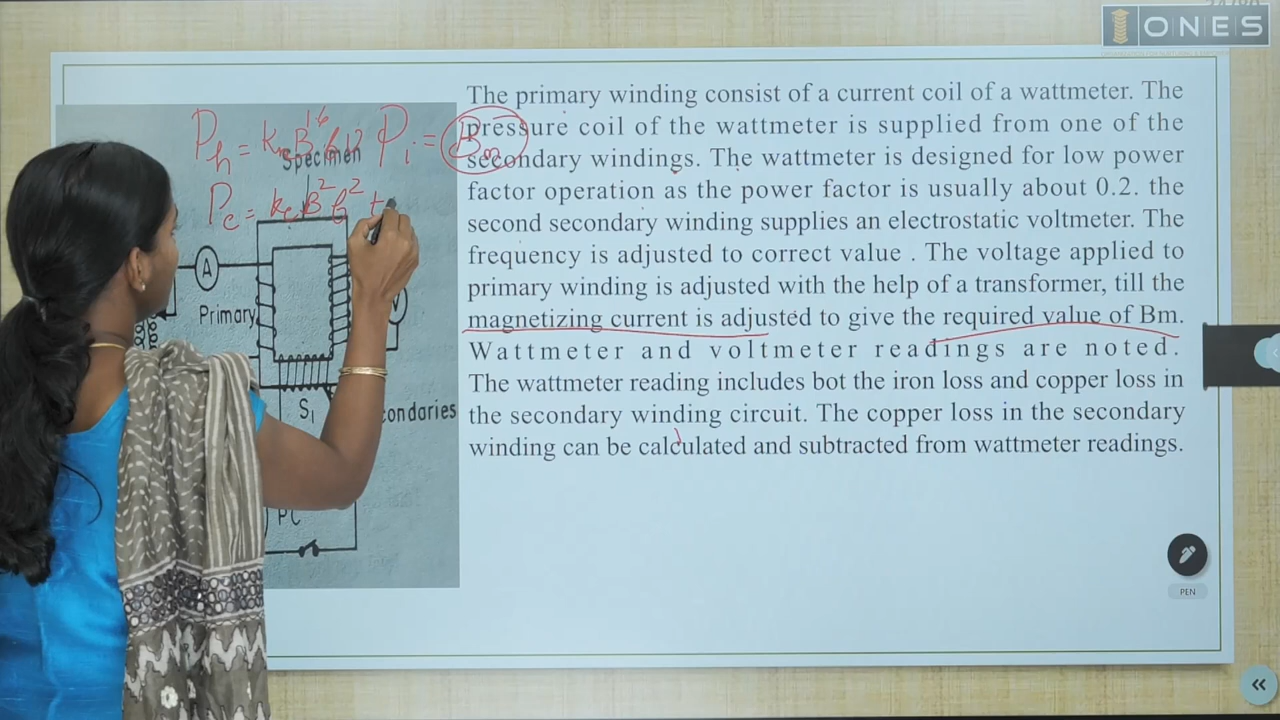 ONES
The primary winding consist of a current coil of a wattmeter. The
pressure coil of the wattmeter is supplied from one of the
secondary windings. The wattmeter is designed for low power
factor operation as the power factor is usually about 0.2. the
second secondary winding supplies an electrostatic voltmeter. The
frequency is adjusted to correct value . The voltage applied to
primary winding is adjusted with the help of a transformer, till the
magnetizing current is adjusted to give the required value of Bm.
Wattmeter and voltmeter readings are noted.
The wattmeter reading includes bot the iron loss and copper loss in
the secondary winding circuit. The copper loss in the secondary
winding can be calculated and subtracted from wattmeter readings.
Specimen
A
Primary
S1
ondaries
PC
Pi = Bm
PEN